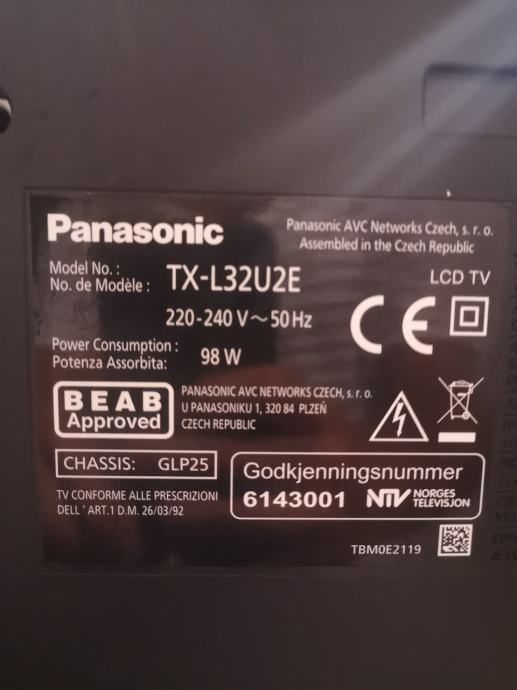 Panasonic
Panasonic AVC Networks Czech, s. r. o.
Assembled in the Czech Republic
Model No. :
No. de Modèle :
TX-L32U2E
LCD TV
220-240 V~50 Hz
CE
Power Consumption :
Potenza Assorbita:
98 W
BEAB
Approved
PANASONIC AVC NETWORKS CZECH, s. r. o.
U PANASONIKU 1, 320 84 PLZEŇ
CZECH REPUBLIC
CHASSIS: GLP25
TV CONFORME ALLE PRESCRIZIONI
DELL ' ART.1 D.M. 26/03/92
Godkjenningsnummer
6143001 NTV NORGES
TELEVISJON
TBM0E2119